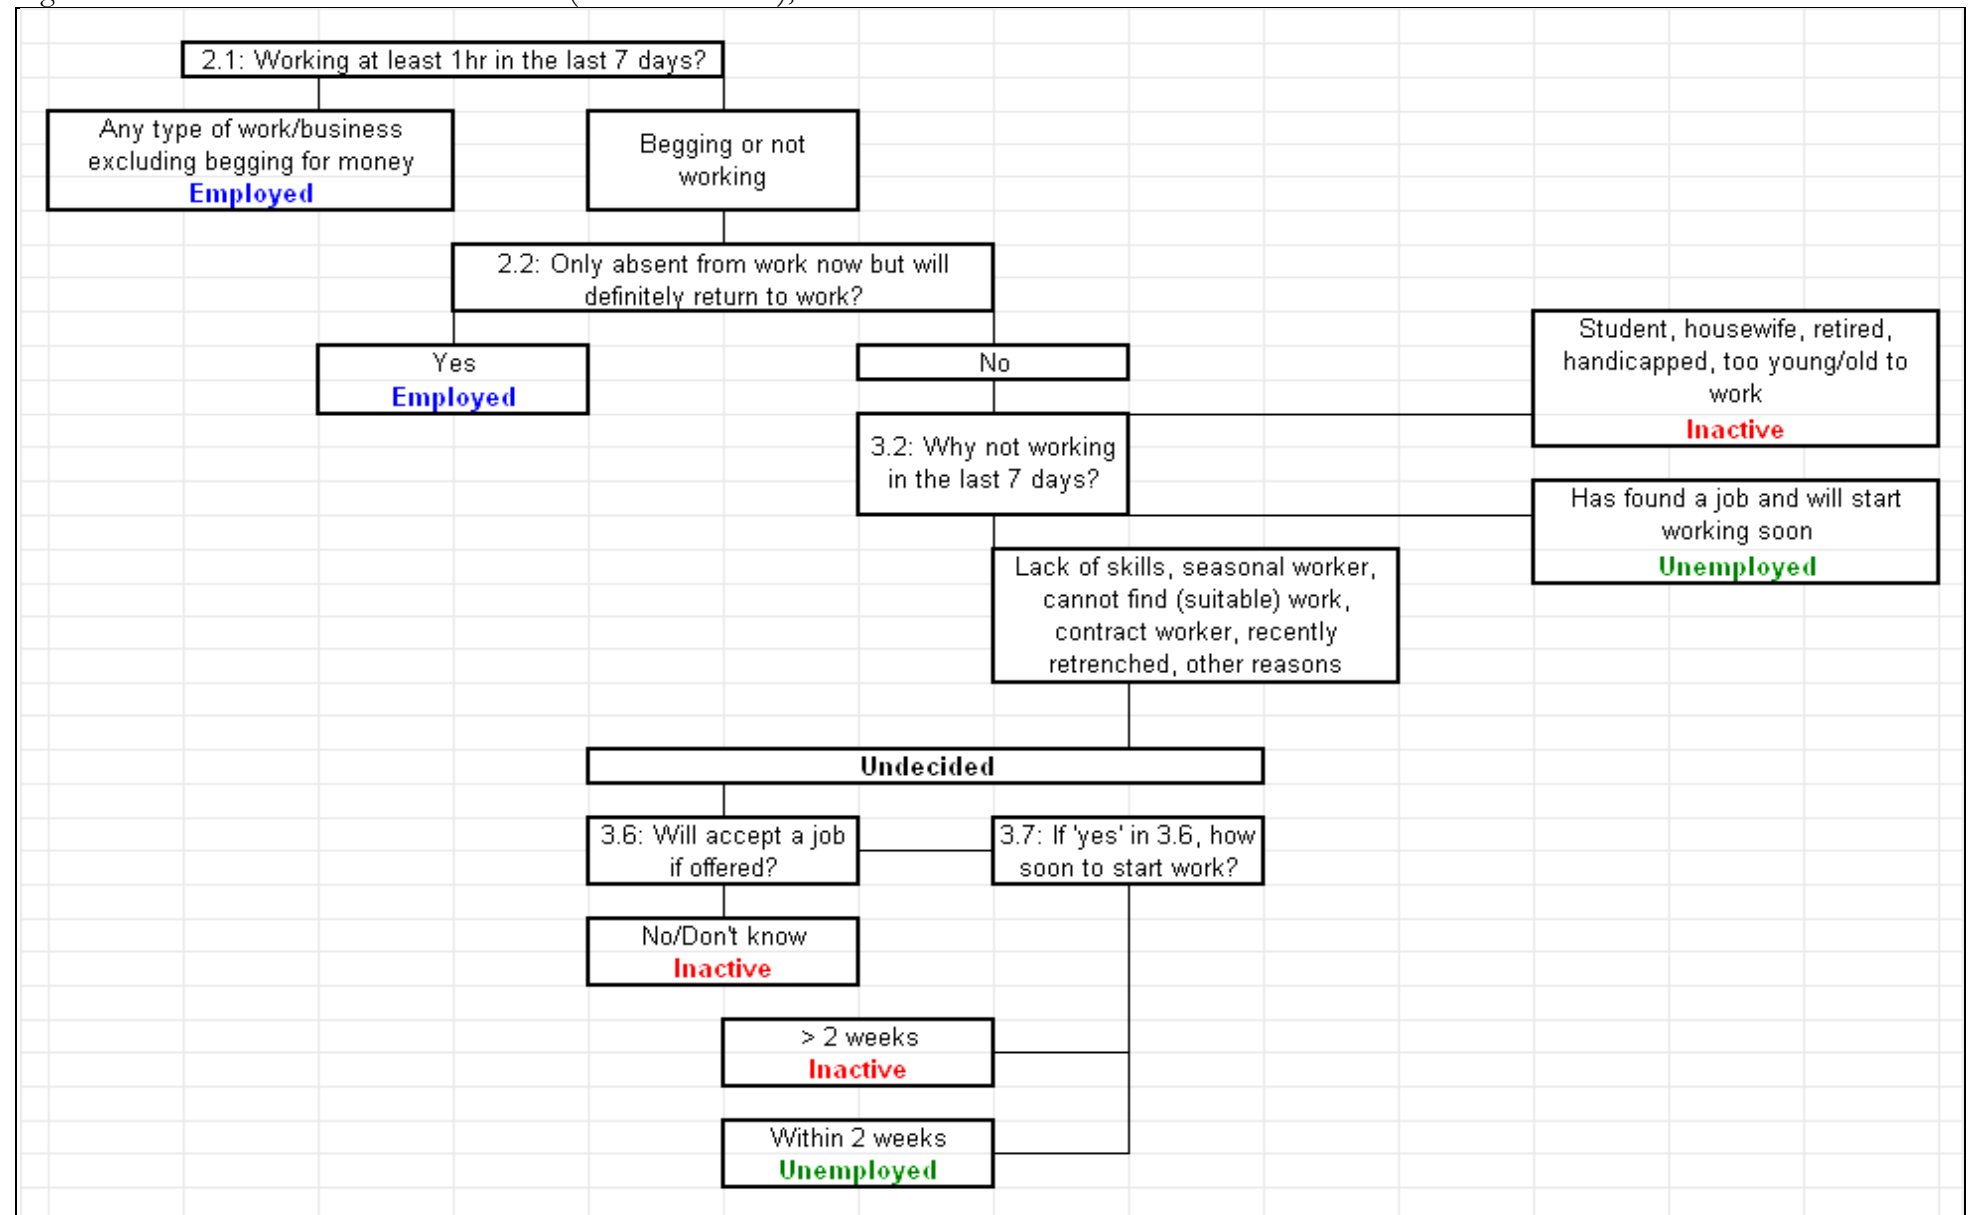 2.1: Working at least 1hr in the last 7 days?
Any type of work/business
excluding begging for money
Employed
Begging or not
working
2.2: Only absent from work now but will
definitely return to work?
Yes
Employed
No
Student, housewife, retired,
handicapped, too young/old to
work
Inactive
3.2: Why not working
in the last 7 days?
Has found a job and will start
working soon
Unemployed
Lack of skills, seasonal worker,
cannot find (suitable) work,
contract worker, recently
retrenched, other reasons
Undecided
3.6: Will accept a job
if offered?
3.7: If 'yes' in 3.6, how
soon to start work?
No/Don't know
Inactive
> 2 weeks
Inactive
Within 2 weeks
Unemployed